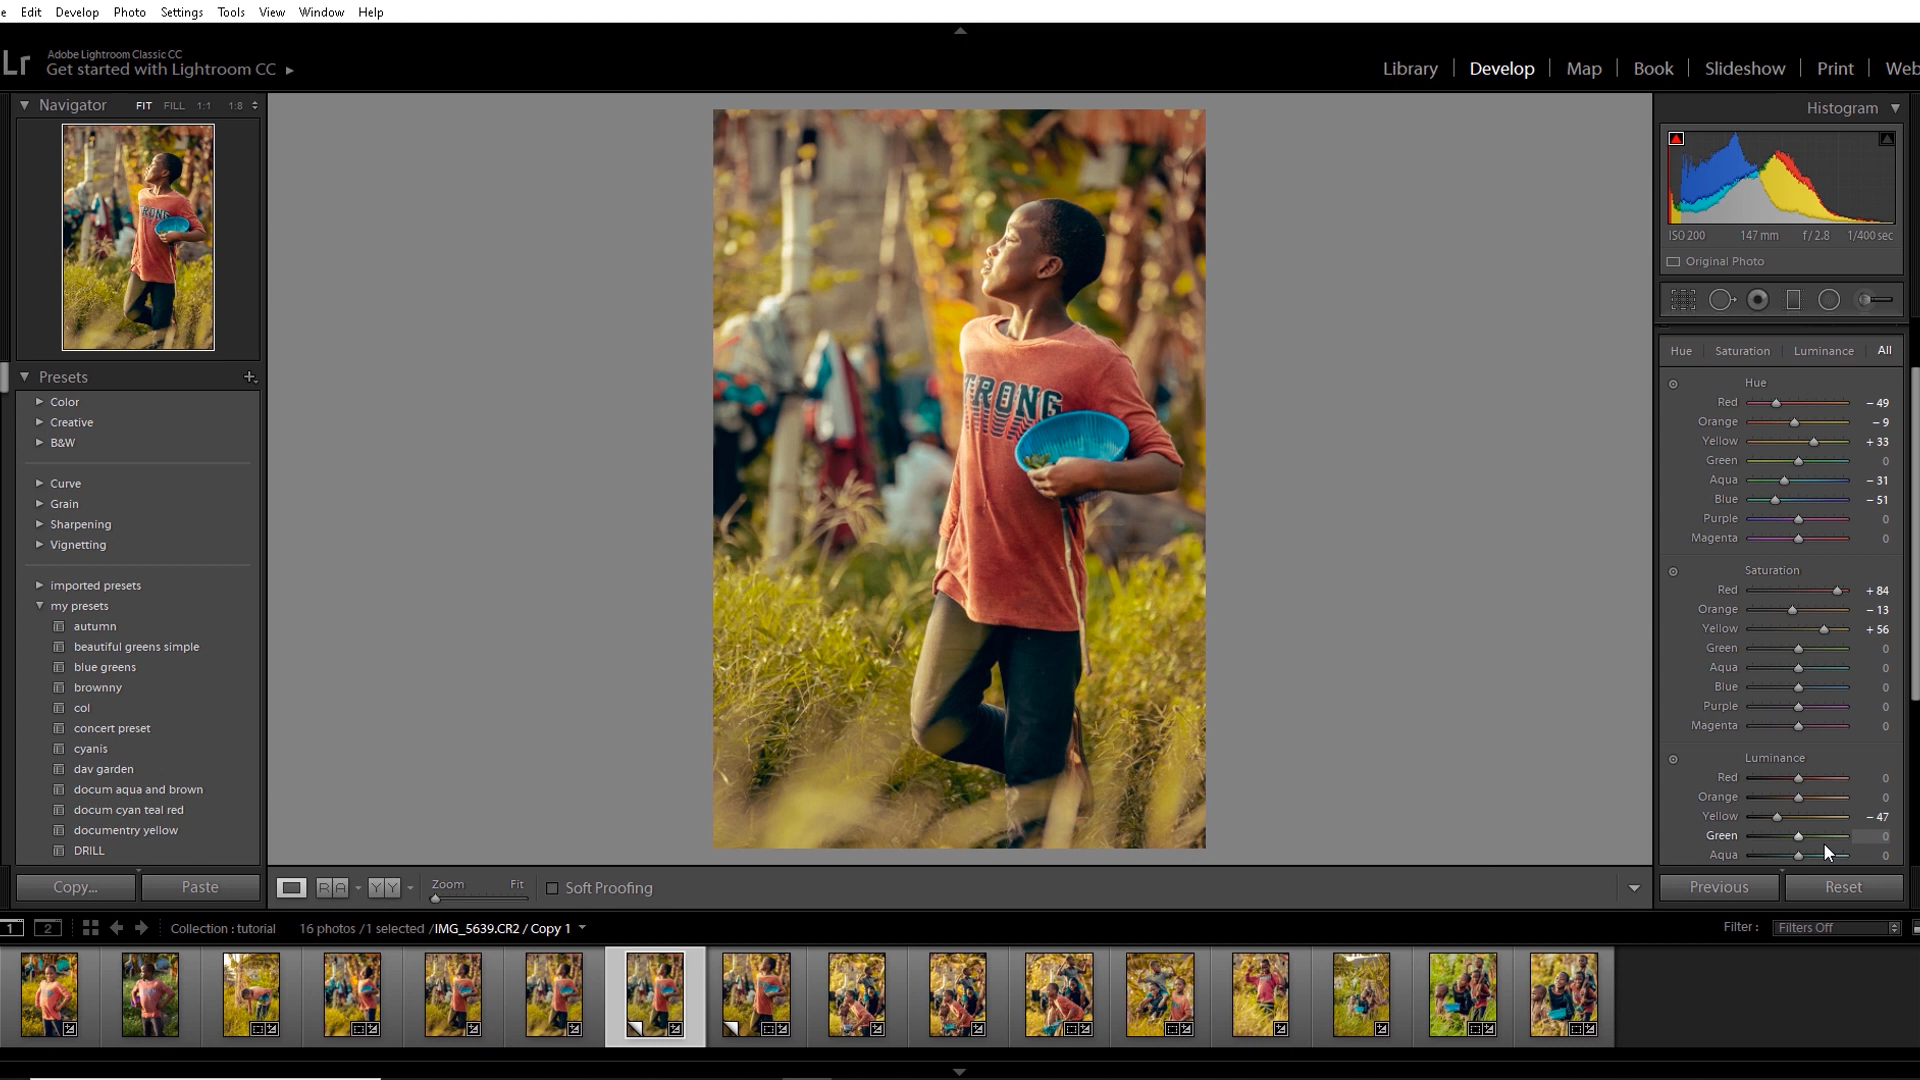 e Edit Develop Photo Settings Tools View Window Help
Lr
Adobe Lightroom Classic CC
Get started with Lightroom CC
Library | Develop | Map | Book | Slideshow | Print | Web
Navigator FIT FILL 1:1 1:8
Presets
Color
Creative
B&W
Curve
Grain
Sharpening
Vignetting
imported presets
my presets
autumn
beautiful greens simple
blue greens
brownny
col
concert preset
cyanis
dav garden
docum aqua and brown
docum cyan teal red
documentry yellow
DRILL
Copy... Paste
TRONG
Histogram
ISO 200 147 mm f / 2.8 1/400 sec
Original Photo
Hue | Saturation | Luminance | All
Hue
Red - 49
Orange - 9
Yellow + 33
Green 0
Aqua - 31
Blue - 51
Purple 0
Magenta 0
Saturation
Red + 84
Orange - 13
Yellow + 56
Green 0
Aqua 0
Blue 0
Purple 0
Magenta 0
Luminance
Red 0
Orange 0
Yellow - 47
Green 0
Aqua 0
Previous Reset
R A Y Y Zoom Fit Soft Proofing
1 2 Collection : tutorial 16 photos / 1 selected / IMG_5639.CR2 / Copy 1 Filter : Filters Off